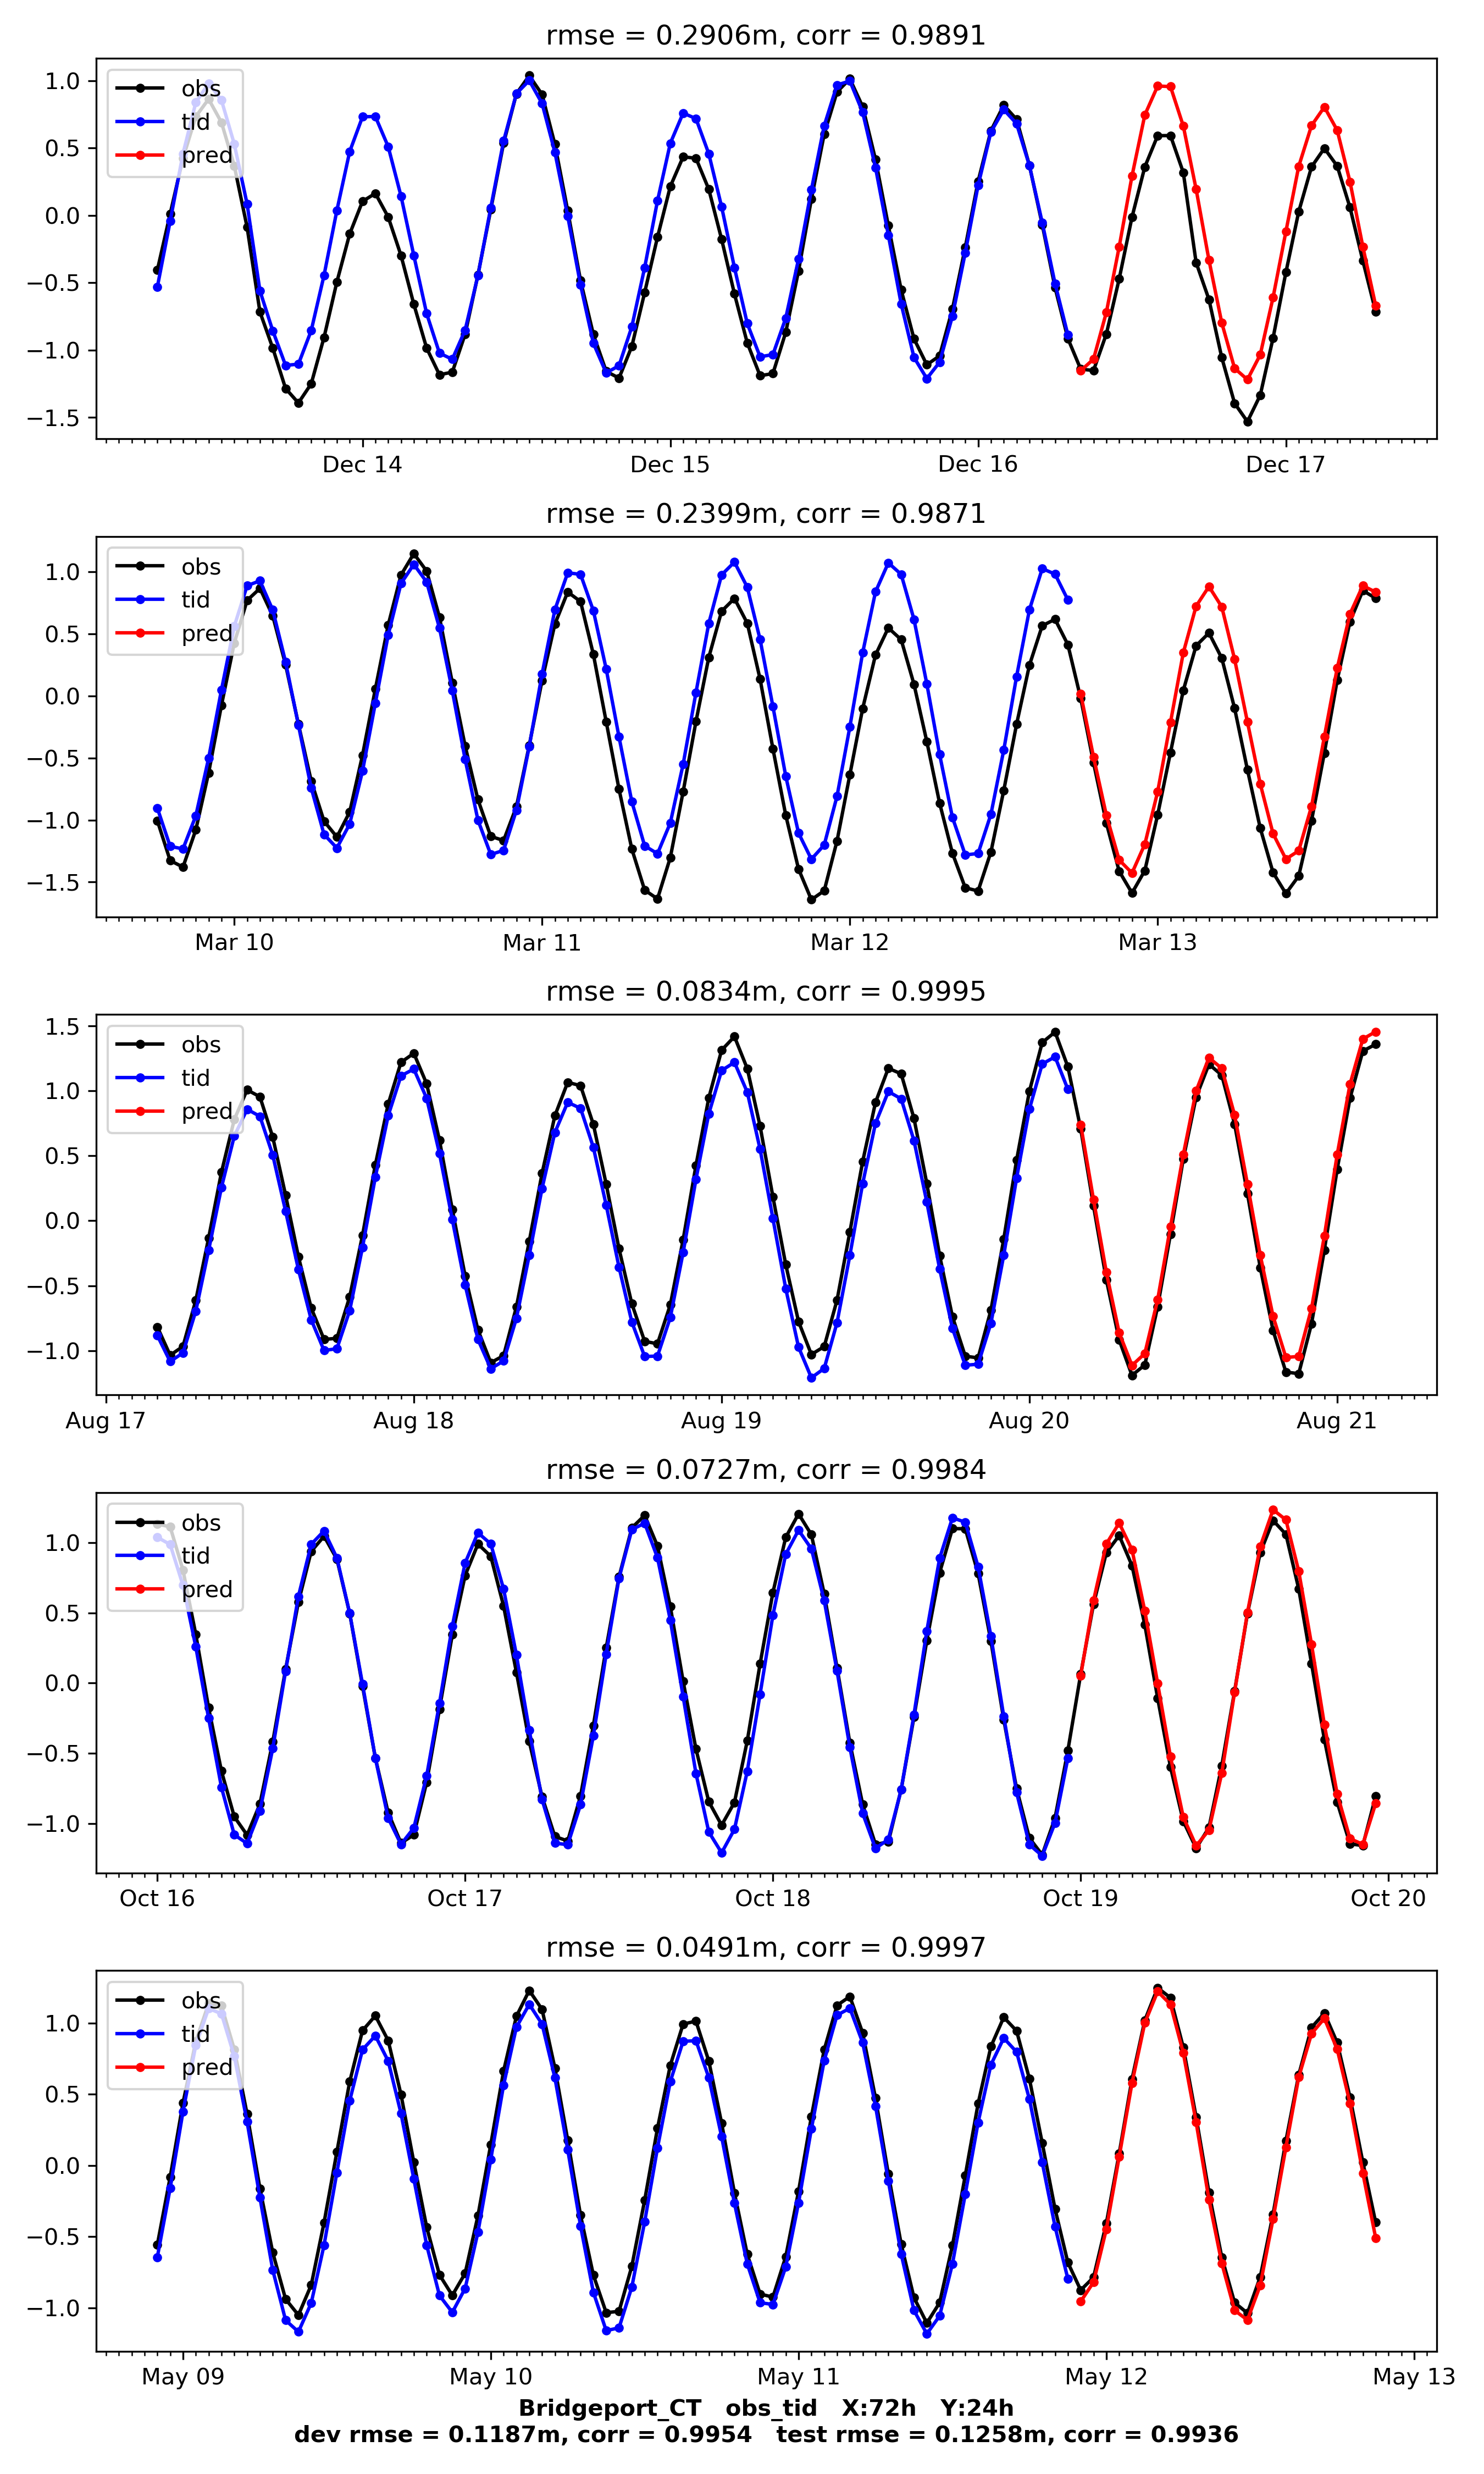 rmse = 0.2906m, corr = 0.9891
obs
tid
pred
1.0
0.5
0.0
−0.5
−1.0
−1.5
Dec 14 Dec 15 Dec 16 Dec 17
rmse = 0.2399m, corr = 0.9871
obs
tid
pred
1.0
0.5
0.0
−0.5
−1.0
−1.5
Mar 10 Mar 11 Mar 12 Mar 13
rmse = 0.0834m, corr = 0.9995
obs
tid
pred
1.5
1.0
0.5
0.0
−0.5
−1.0
Aug 17 Aug 18 Aug 19 Aug 20 Aug 21
rmse = 0.0727m, corr = 0.9984
obs
tid
pred
1.0
0.5
0.0
−0.5
−1.0
Oct 16 Oct 17 Oct 18 Oct 19 Oct 20
rmse = 0.0491m, corr = 0.9997
obs
tid
pred
1.0
0.5
0.0
−0.5
−1.0
May 09 May 10 May 11 May 12 May 13
Bridgeport_CT obs_tid X:72h Y:24h
dev rmse = 0.1187m, corr = 0.9954 test rmse = 0.1258m, corr = 0.9936